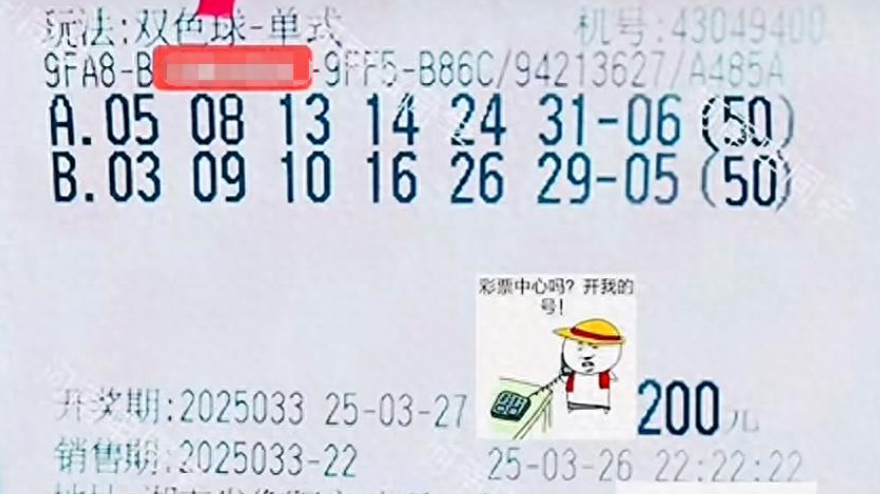 玩法:双色球-单式
机号:43049400
9FA8-B -9FF5-B86C/94213627/A485A
A.05 08 13 14 24 31-06 (50)
B.03 09 10 16 26 29-05 (50)
彩票中心吗？开我的
号！
开奖期:2025033 25-03-27
200元
销售期:2025033-22 25-03-26 22:22:22